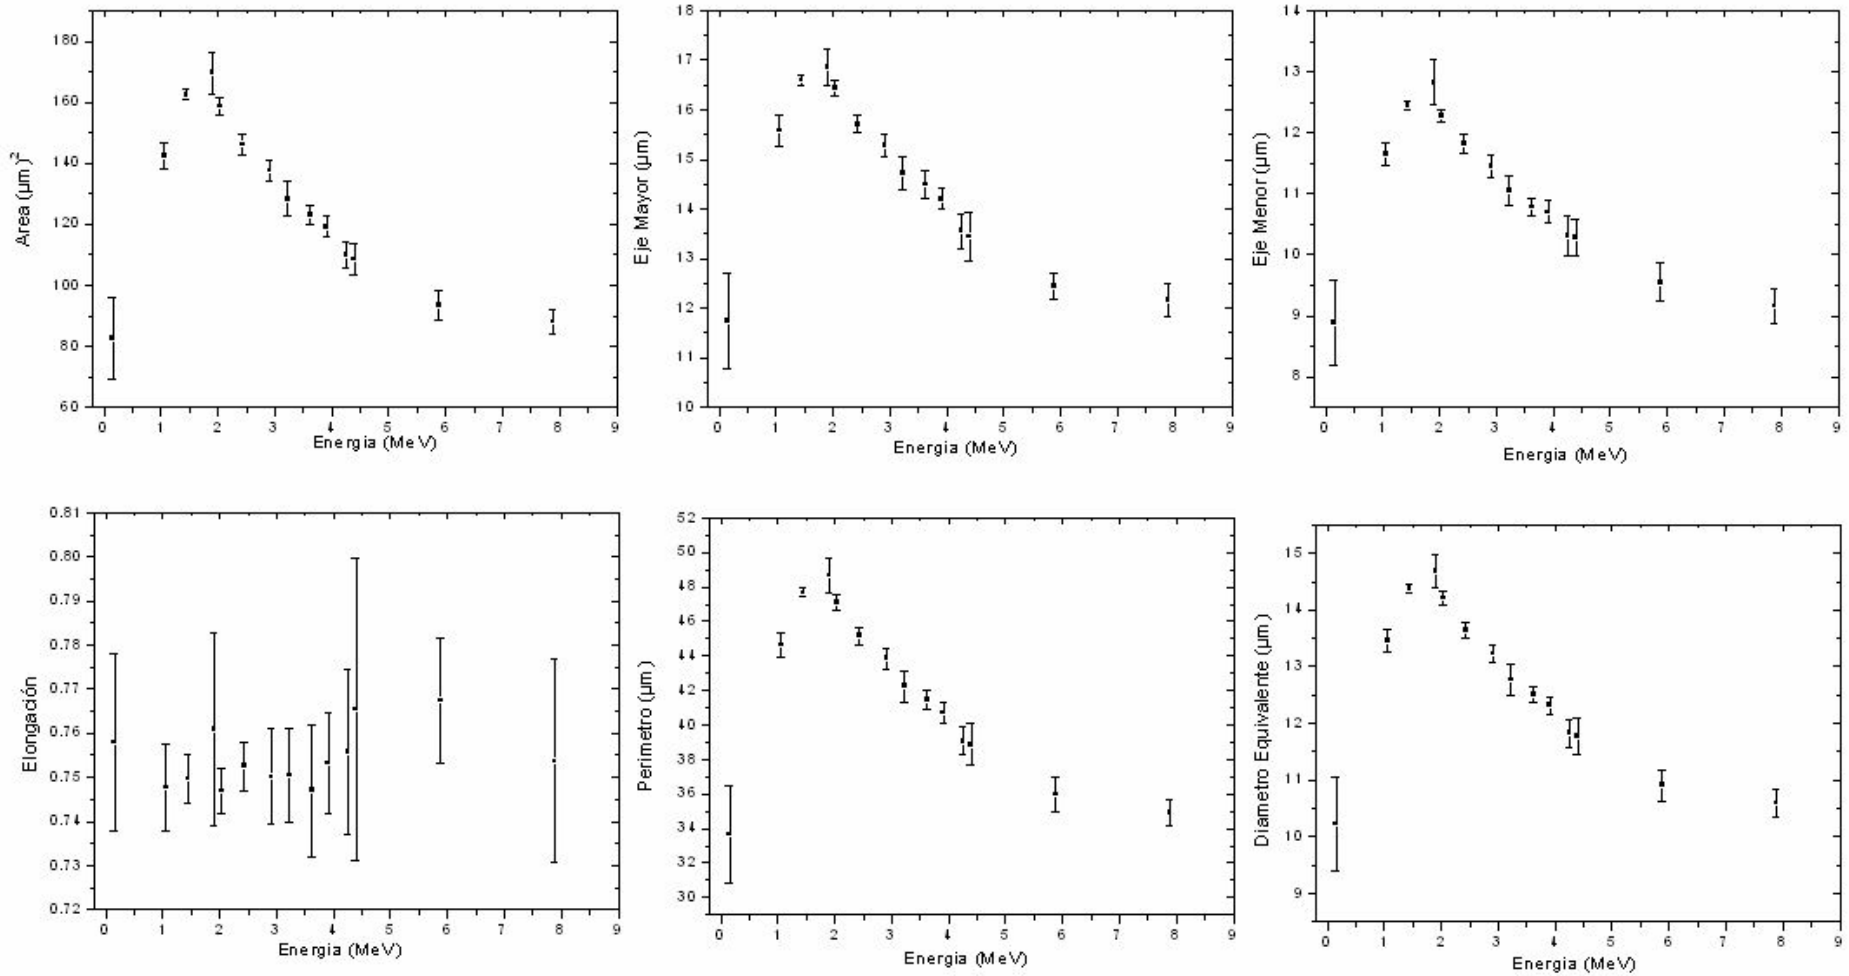 180
160
140
120
100
80
60
Area (µm)²
0 1 2 3 4 5 6 7 8 9
Energia (MeV)
18
17
16
15
14
13
12
11
10
Eje Mayor (µm)
0 1 2 3 4 5 6 7 8 9
Energia (MeV)
14
13
12
11
10
9
8
Eje Menor (µm)
0 1 2 3 4 5 6 7 8 9
Energia (MeV)
0.81
0.80
0.79
0.78
0.77
0.76
0.75
0.74
0.73
0.72
Elongación
0 1 2 3 4 5 6 7 8 9
Energia (MeV)
52
50
48
46
44
42
40
38
36
34
32
30
Perimetro (µm)
0 1 2 3 4 5 6 7 8 9
Energia (MeV)
15
14
13
12
11
10
9
Diametro Equivalente (µm)
0 1 2 3 4 5 6 7 8 9
Energia (MeV)